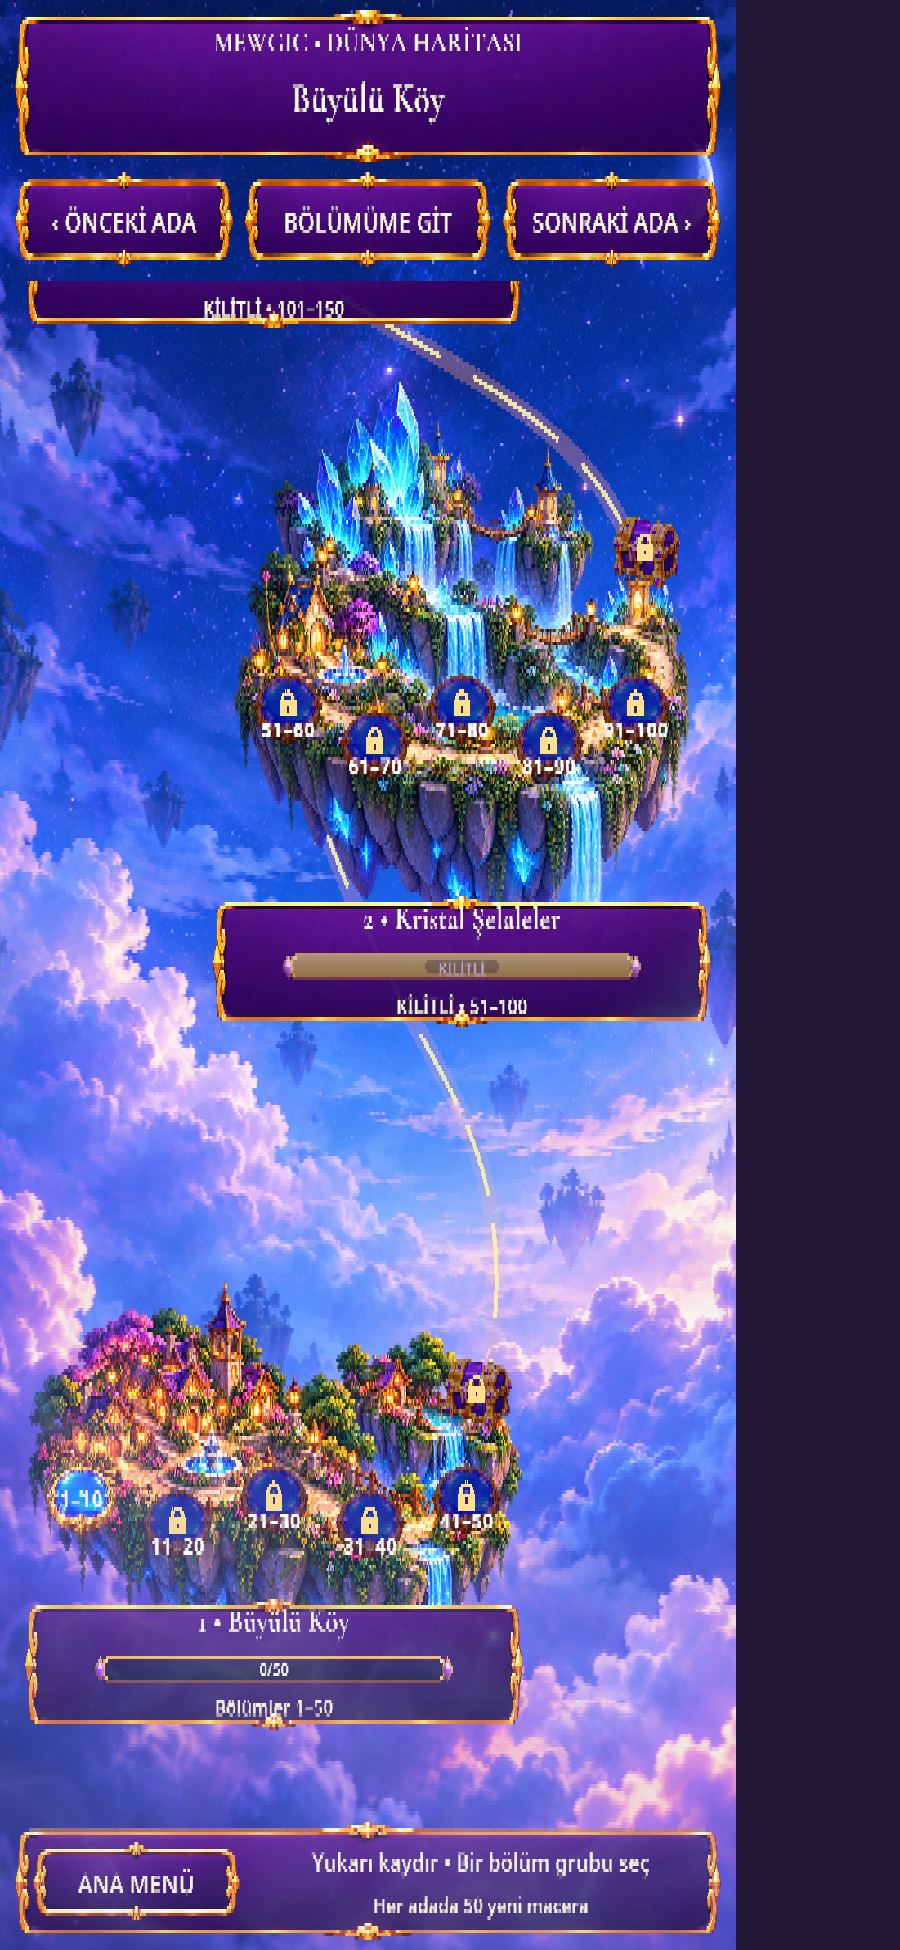 MEWGIC • DÜNYA HARİTASI
Büyülü Köy
‹ ÖNCEKİ ADA
BÖLÜMÜME GİT
SONRAKİ ADA ›
KİLİTLİ • 101–150
51–60
61–70
71–80
81–90
91–100
2 • Kristal Şelaleler
KİLİTLİ
KİLİTLİ • 51–100
1–10
11–20
21–30
31–40
41–50
1 • Büyülü Köy
0/50
Bölümler 1–50
ANA MENÜ
Yukarı kaydır • Bir bölüm grubu seç
Her adada 50 yeni macera